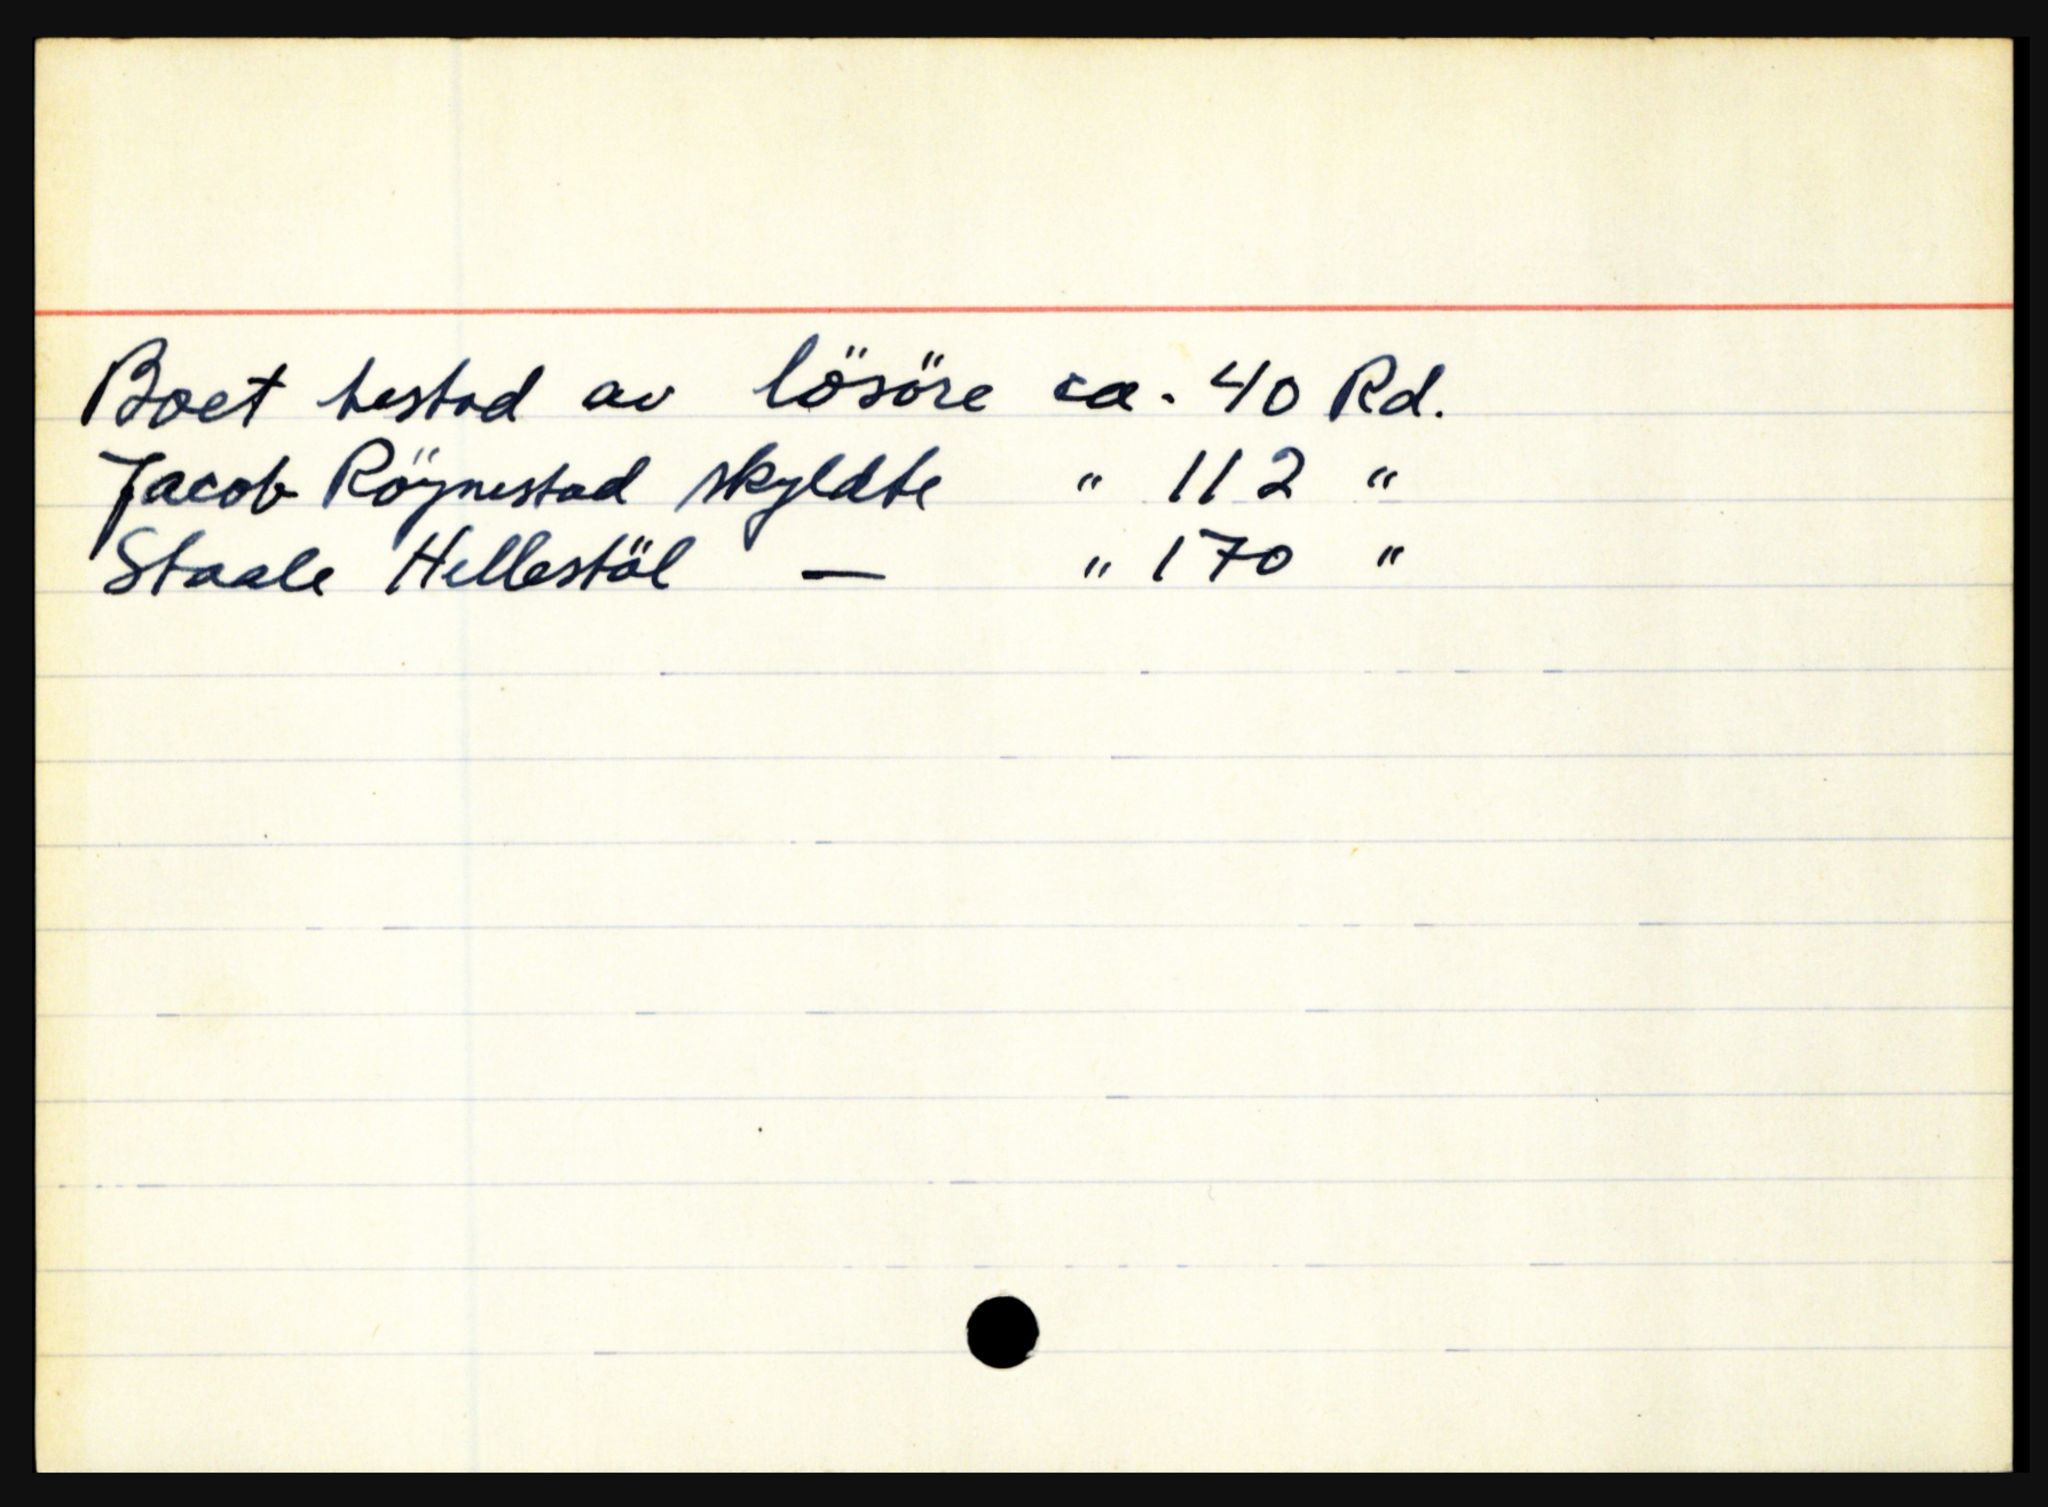 Boet bestod av lösöre ca. 40 Rd.
Jacob Röynestad skyldte " 112 "
Staale Hellestöl — " 170 "